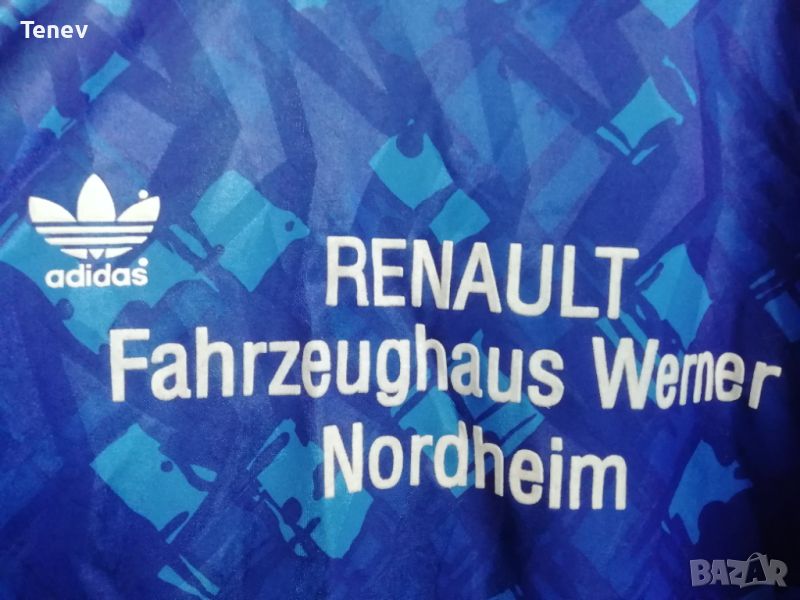 Tenev
adidas
RENAULT
Fahrzeughaus Werner
Nordheim
BAZAR